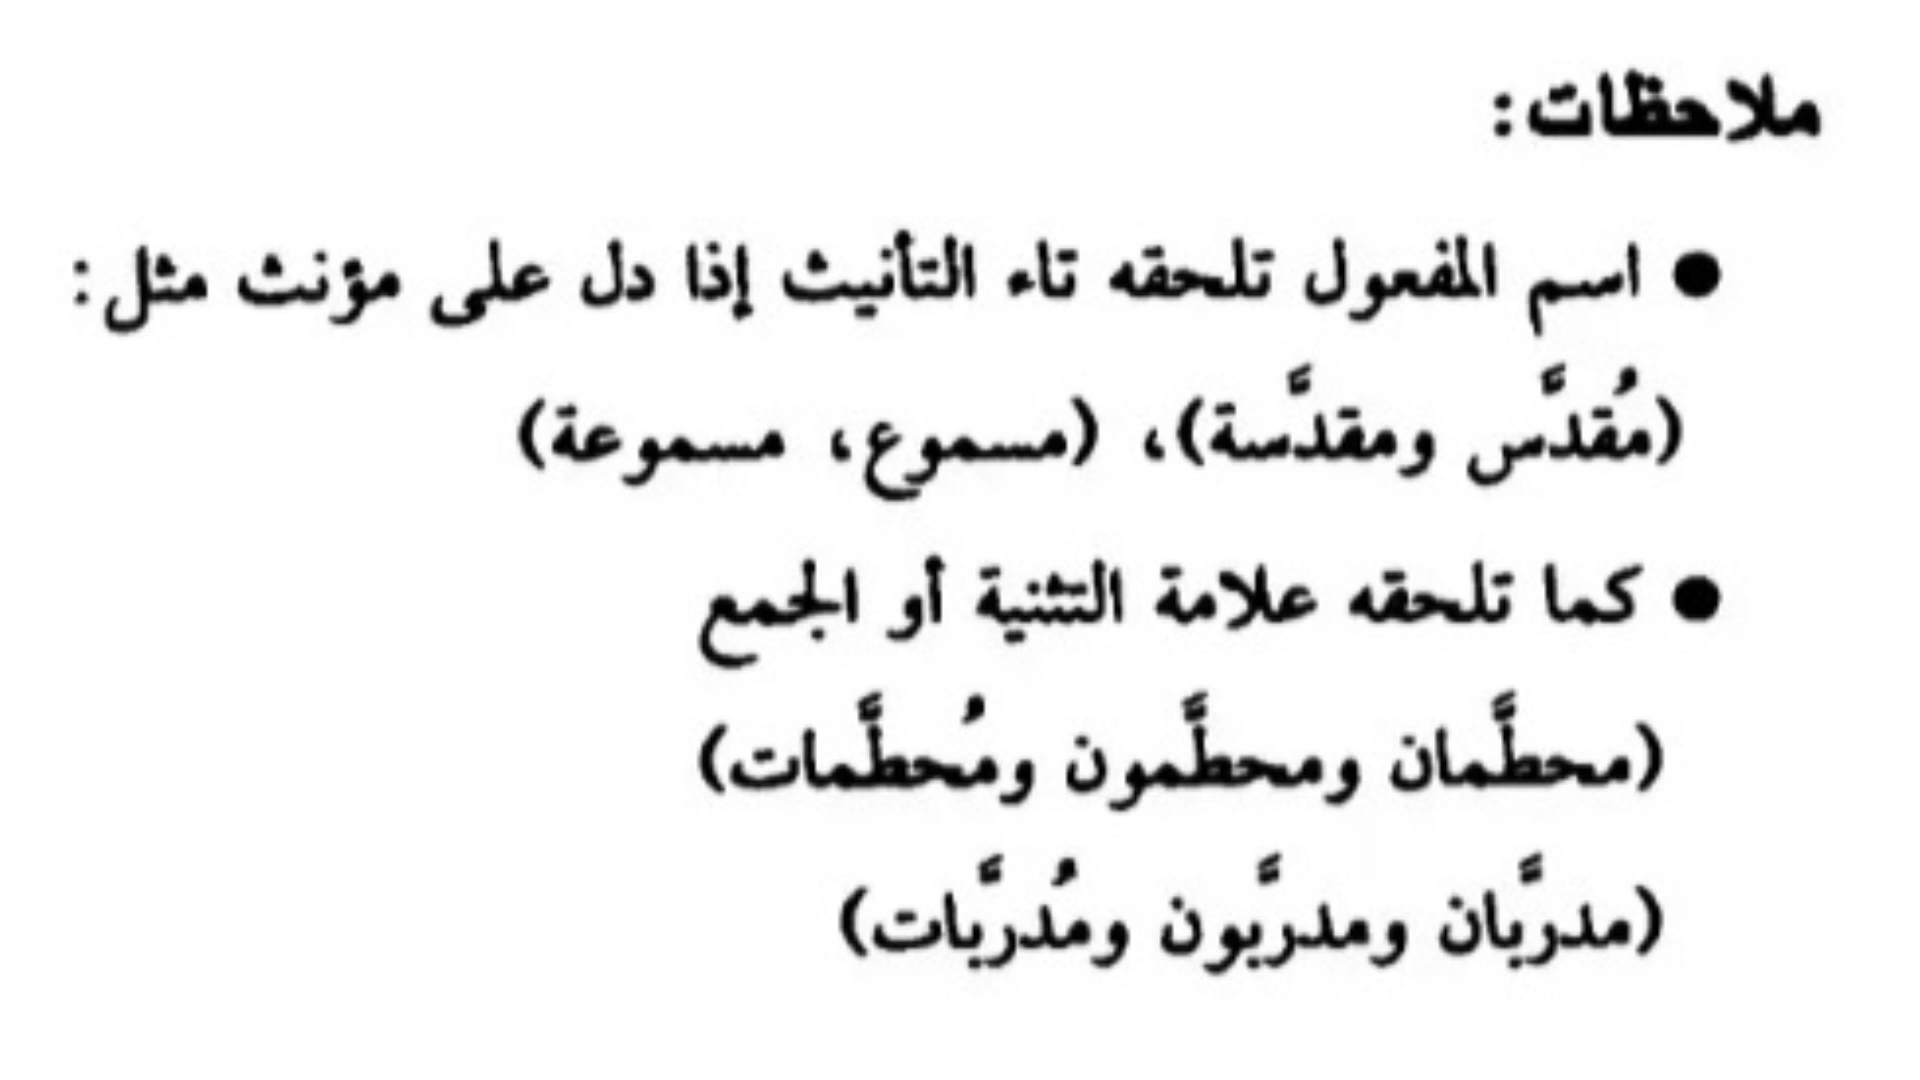 ملاحظات:
● اسم المفعول تلحقه تاء التأنيث إذا دل على مؤنث مثل:
(مُقدَّس ومقدَّسة)، (مسموع، مسموعة)
● كما تلحقه علامة التثنية أو الجمع
(محطَّمان ومحطَّمون ومُحطَّمات)
(مدرَّبان ومدرَّبون ومُدرَّبات)